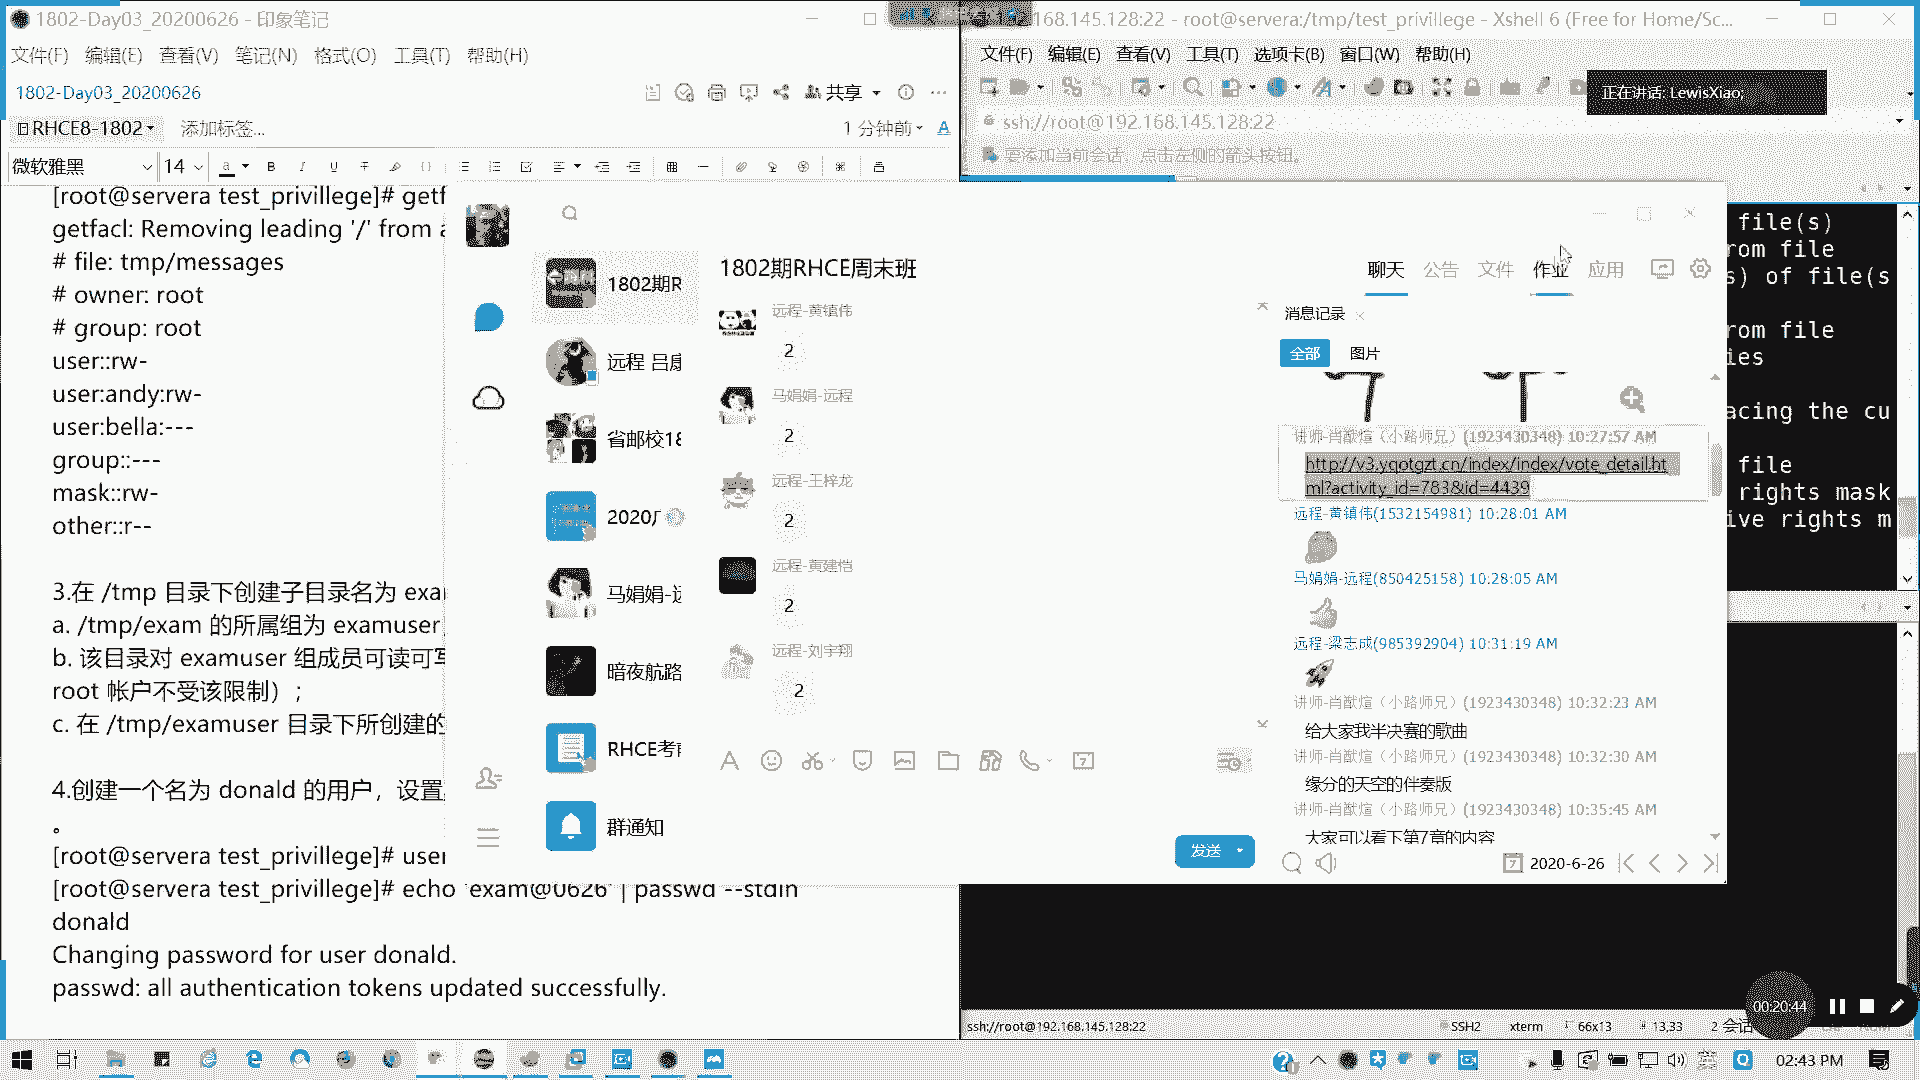 1802-Day03_20200626 - 印象笔记
文件(F) 编辑(E) 查看(V) 笔记(N) 格式(O) 工具(T) 帮助(H)
1802-Day03_20200626
共享
RHCE8-1802
添加标签...
1 分钟前
微软雅黑
14
[root@servera test_privillege]# getf
getfacl: Removing leading '/' from a
# file: tmp/messages
# owner: root
# group: root
user::rw-
user:andy:rw-
user:bella:---
group::---
mask::rw-
other::r--
3.在 /tmp 目录下创建子目录名为 exa
a. /tmp/exam 的所属组为 examuser
b. 该目录对 examuser 组成员可读可写
root 帐户不受该限制）;
c. 在 /tmp/examuser 目录下所创建的
4.创建一个名为 donald 的用户，设置
。
[root@servera test_privillege]# user
[root@servera test_privillege]# echo 'exam@0626' | passwd --stdin
donald
Changing password for user donald.
passwd: all authentication tokens updated successfully.
168.145.128:22 - root@servera:/tmp/test_privillege - Xshell 6 (Free for Home/Sc...
文件(F) 编辑(E) 查看(V) 工具(T) 选项卡(B) 窗口(W) 帮助(H)
正在讲话: LewisXiao;
ssh://root@192.168.145.128:22
要添加当前会话，点击左侧的箭头按钮。
file(s)
rom file
s) of file(s
rom file
ies
acing the cu
file
rights mask
ive rights m
1802期R
远程 吕
省邮校18
2020广
马娟娟-
暗夜航路
RHCE考
群通知
1802期RHCE周末班
远程-黄镇伟
2
马娟娟-远程
2
远程-王梓龙
2
远程-黄建恺
2
远程-刘宇翔
2
发送
聊天 公告 文件 作业 应用
消息记录
全部 图片
讲师-肖猷煊（小路师兄）(1923430348) 10:27:57 AM
http://v3.yqotgzt.cn/index/index/vote_detail.ht
ml?activity_id=783&id=4439
远程-黄镇伟(1532154981) 10:28:01 AM
马娟娟-远程(850425158) 10:28:05 AM
远程-梁志成(985392904) 10:31:19 AM
讲师-肖猷煊（小路师兄）(1923430348) 10:32:23 AM
给大家我半决赛的歌曲
讲师-肖猷煊（小路师兄）(1923430348) 10:32:30 AM
缘分的天空的伴奏版
讲师-肖猷煊（小路师兄）(1923430348) 10:35:45 AM
大家可以看下第7章的内容
2020-6-26
00:20:44
ssh://root@192.168.145.128:22
SSH2
xterm
66x13
13,33
2 会话
英
02:43 PM